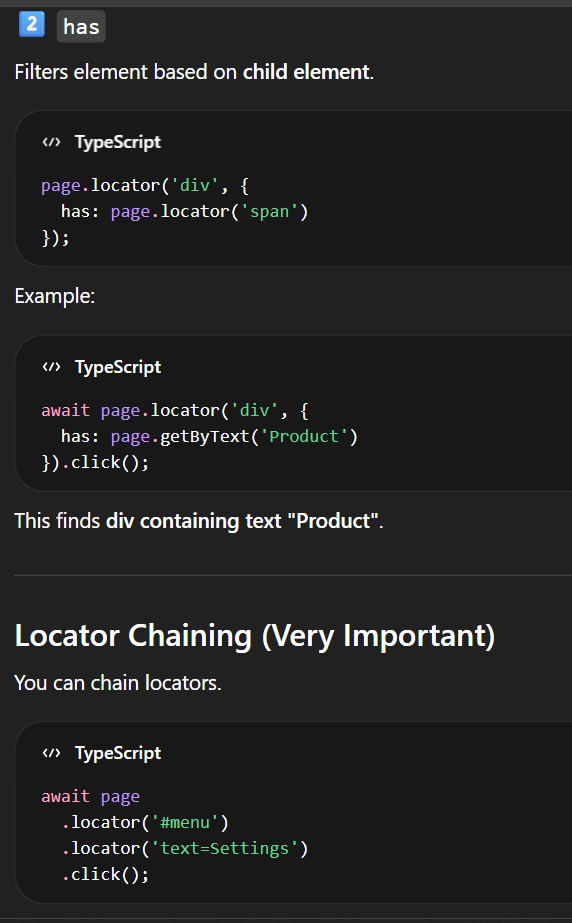 2 has
Filters element based on child element.
</> TypeScript
page.locator('div', {
  has: page.locator('span')
});
Example:
</> TypeScript
await page.locator('div', {
  has: page.getByText('Product')
}).click();
This finds div containing text "Product".
Locator Chaining (Very Important)
You can chain locators.
</> TypeScript
await page
  .locator('#menu')
  .locator('text=Settings')
  .click();